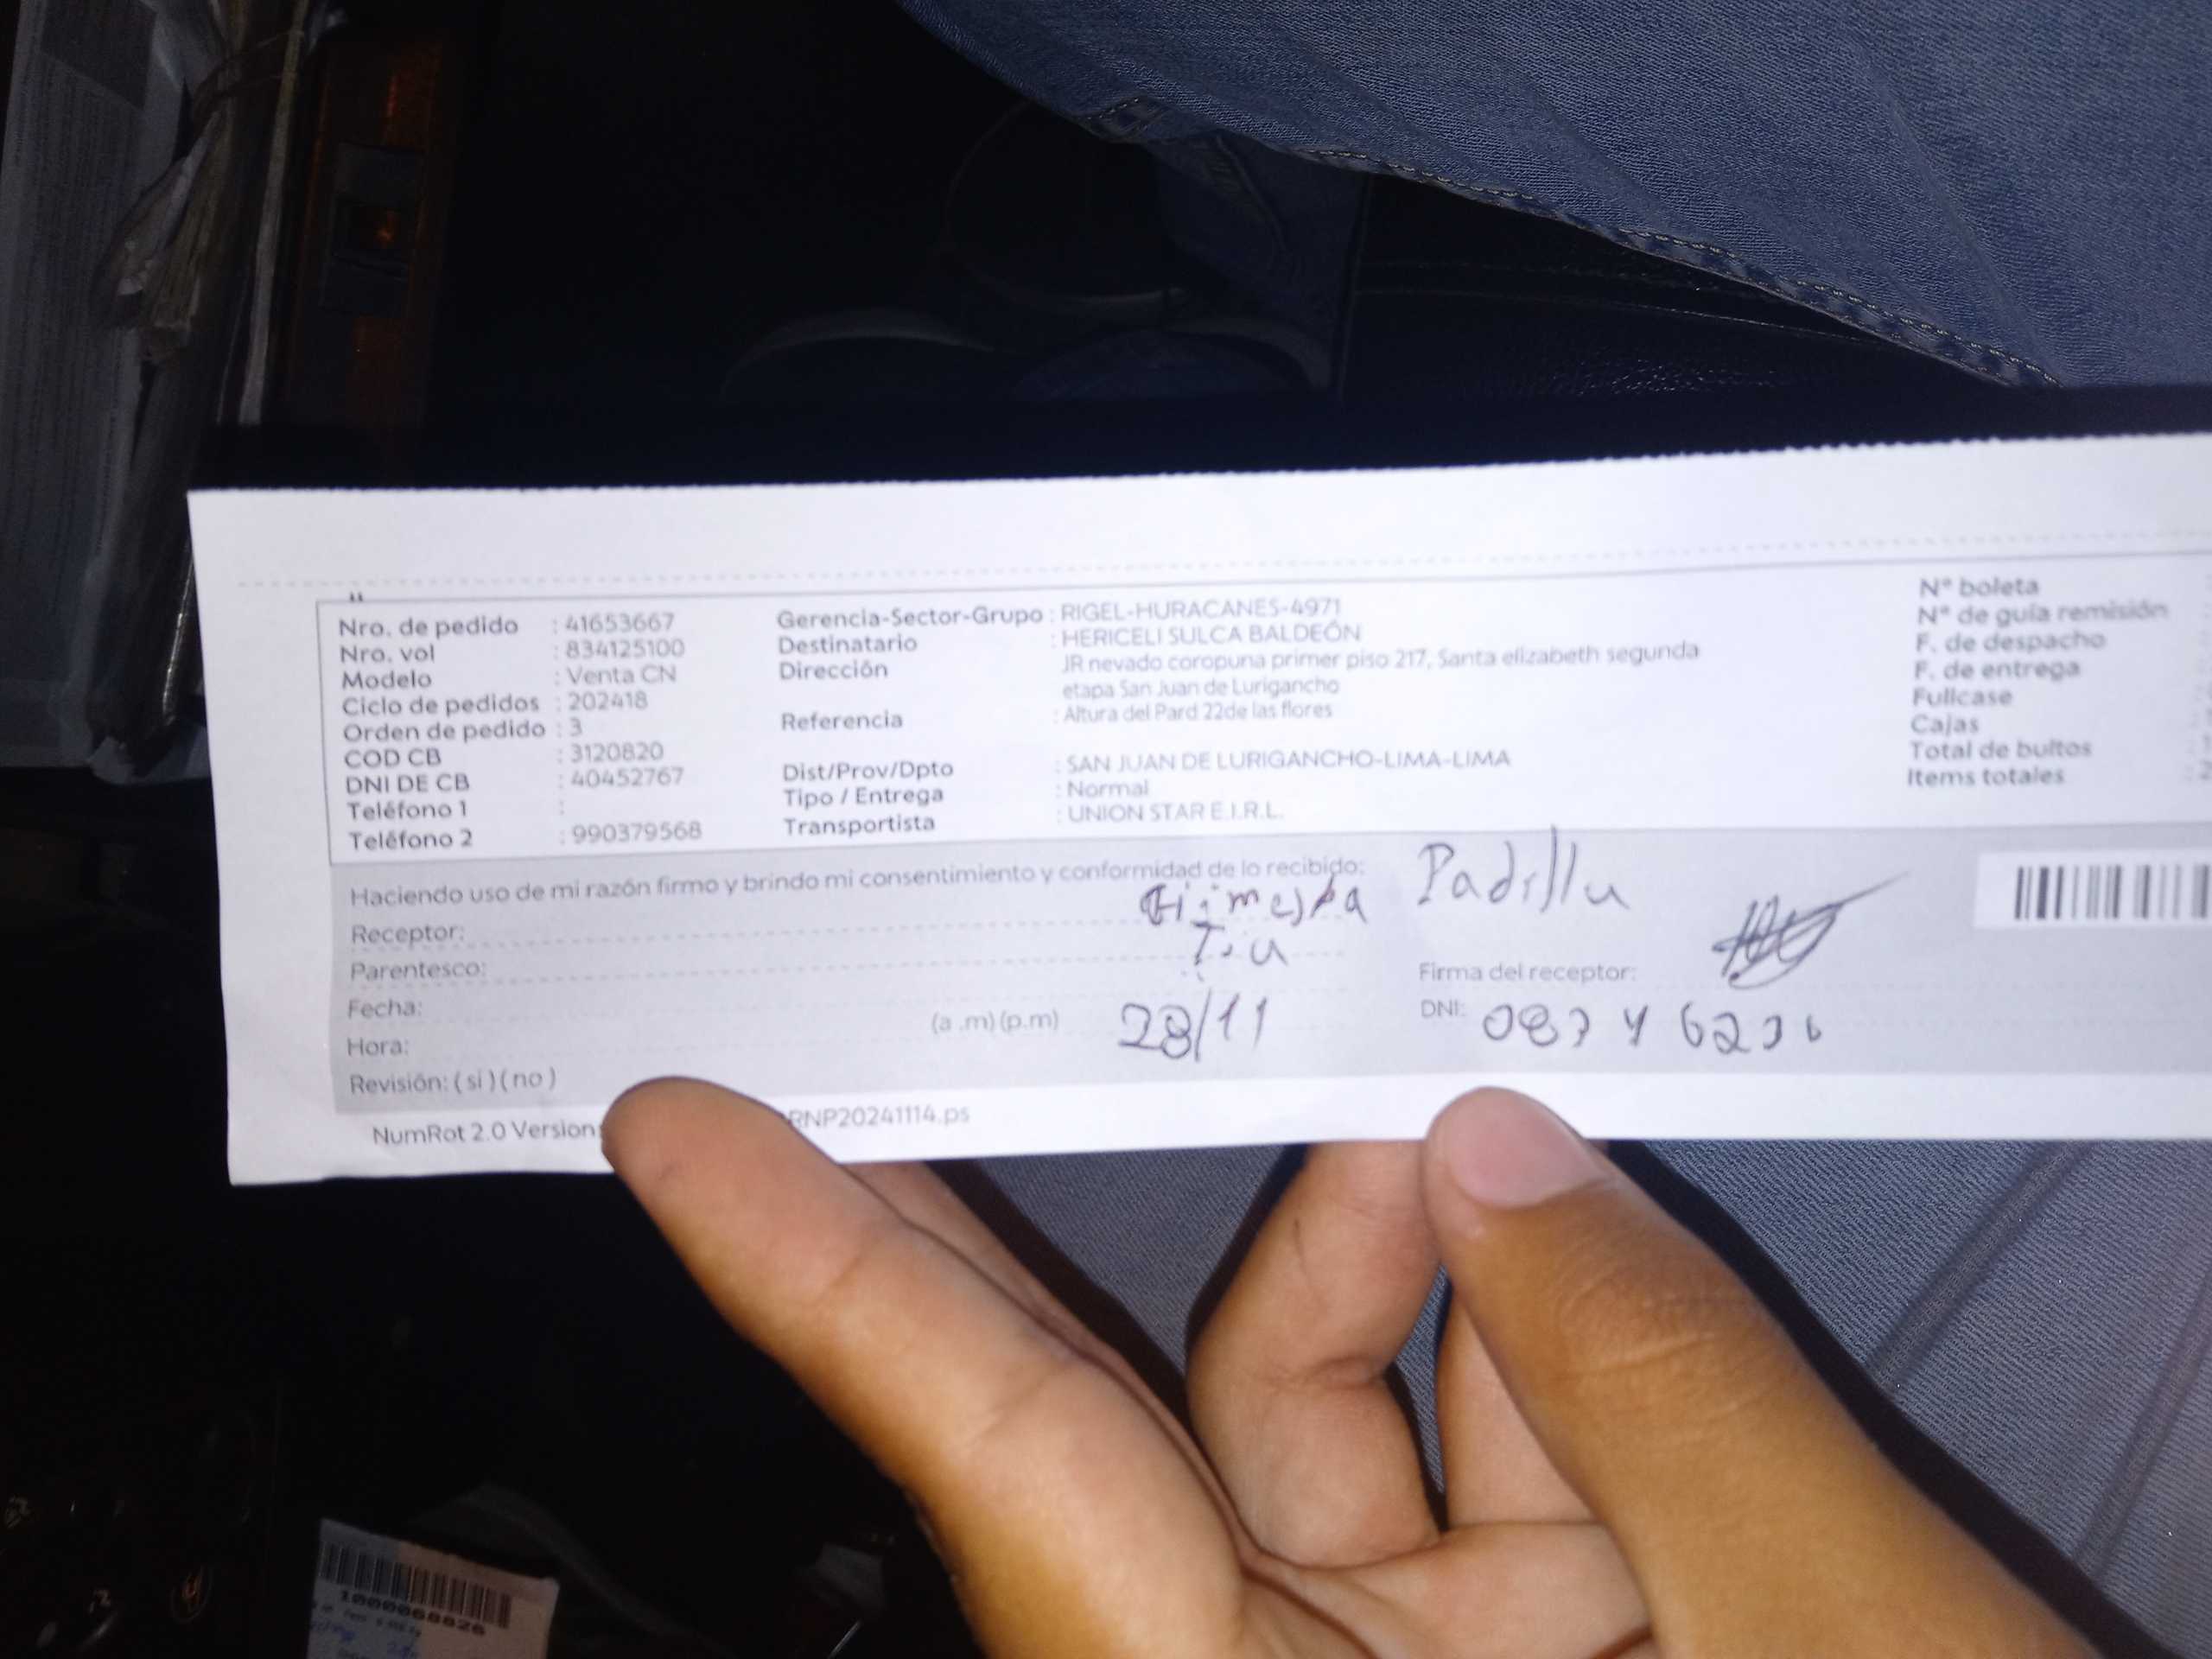 Nro. de pedido : 41653667
Nro. vol : 834125100
Modelo : Venta CN
Ciclo de pedidos : 202418
Orden de pedido : 3
COD CB : 3120820
DNI DE CB : 40452767
Teléfono 1 :
Teléfono 2 : 990379568
Gerencia-Sector-Grupo : RIGEL-HURACANES-4971
Destinatario : HERICELI SULCA BALDEÓN
Dirección JR nevado coropuna primer piso 217, Santa elizabeth segunda
etapa San Juan de Lurigancho
Referencia : Altura del Pard 22de las flores
Dist/Prov/Dpto : SAN JUAN DE LURIGANCHO-LIMA-LIMA
Tipo / Entrega : Normal
Transportista : UNION STAR E.I.R.L.
N° boleta
N° de guía remisión
F. de despacho
F. de entrega
Fullcase
Cajas
Total de bultos
Items totales
Haciendo uso de mi razón firmo y brindo mi consentimiento y conformidad de lo recibido:
Receptor: Padilla
Parentesco: Tia
Firma del receptor:
Fecha: 28/11
DNI:
Hora: (a .m) (p.m)
Revisión: ( si ) ( no )
NumRot 2.0 Version: RNP20241114.ps
1000068826